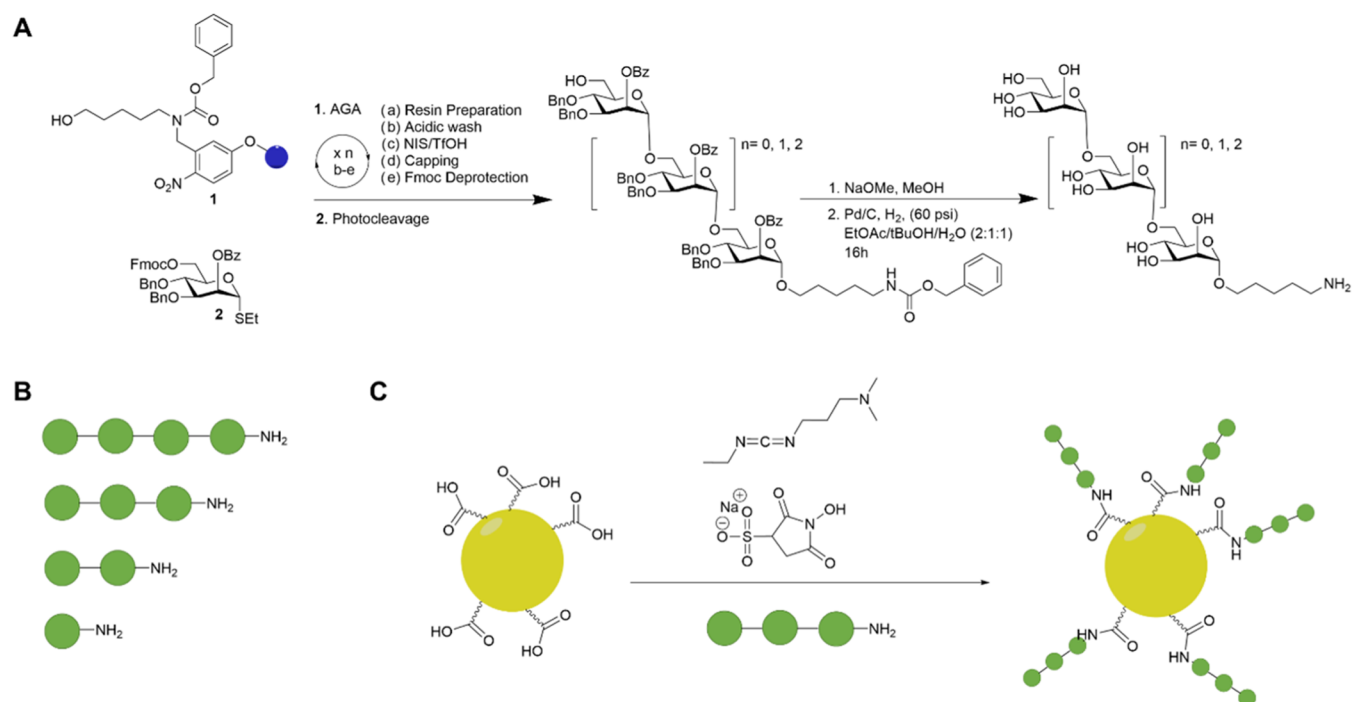 A
HO
N
O
O
O
NO₂
1
FmocO
OBz
BnO
BnO
O
SEt
2
1. AGA
(a) Resin Preparation
(b) Acidic wash
(c) NIS/TfOH
(d) Capping
(e) Fmoc Deprotection
x n
b-e
2. Photocleavage
HO
OBz
BnO
BnO
O
O
OBz
n= 0, 1, 2
BnO
BnO
O
O
OBz
BnO
BnO
O
O
H
N
O
O
1. NaOMe, MeOH
2. Pd/C, H₂, (60 psi)
EtOAc/tBuOH/H₂O (2:1:1)
16h
HO
OH
HO
HO
O
O
OH
n= 0, 1, 2
HO
HO
O
O
OH
HO
HO
O
O
NH₂
B
NH₂
NH₂
NH₂
NH₂
C
HO
O
O
OH
O
OH
HO
O
O
HO
N
N=C=N
Na
+
−
O
O
S
O
O
N
OH
O
NH₂
NH
O
O
NH
O
N
H
HN
O
O
HN